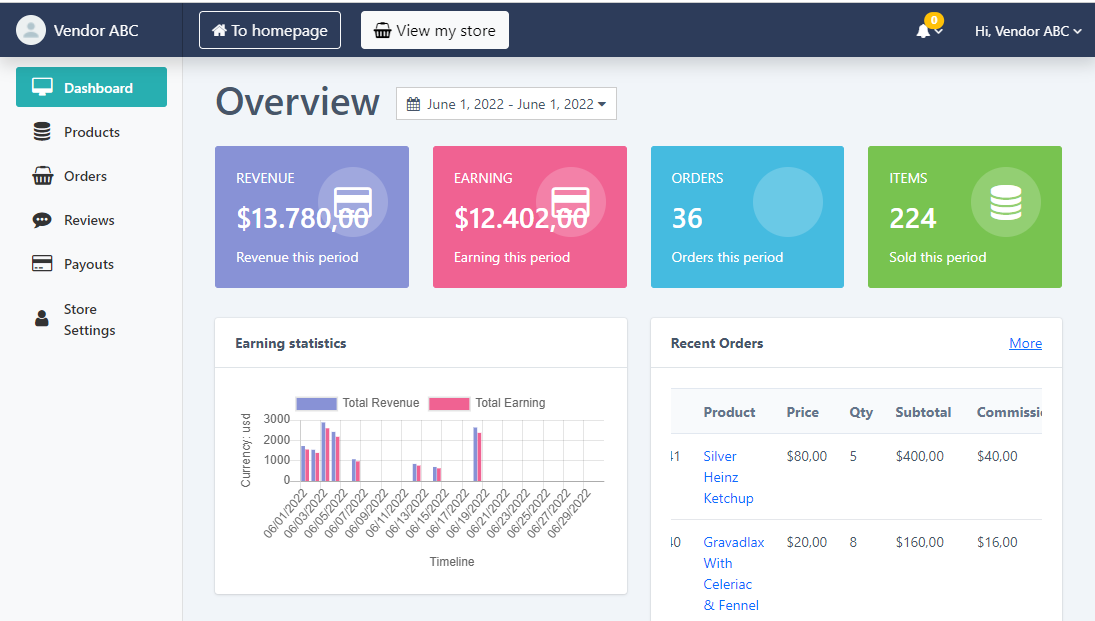 Vendor ABC
To homepage
View my store
0
Hi, Vendor ABC
Dashboard
Products
Orders
Reviews
Payouts
Store
Settings
Overview
June 1, 2022 - June 1, 2022
REVENUE
$13.780,00
Revenue this period
EARNING
$12.402,00
Earning this period
ORDERS
36
Orders this period
ITEMS
224
Sold this period
Earning statistics
Total Revenue
Total Earning
Currency: usd
3000
2000
1000
0
06/01/2022
06/03/2022
06/05/2022
06/07/2022
06/09/2022
06/11/2022
06/13/2022
06/15/2022
06/17/2022
06/19/2022
06/21/2022
06/23/2022
06/25/2022
06/27/2022
06/29/2022
Timeline
Recent Orders
More
Product Price Qty Subtotal Commissi
41 Silver $80,00 5 $400,00 $40,00
Heinz
Ketchup
40 Gravadlax $20,00 8 $160,00 $16,00
With
Celeriac
& Fennel